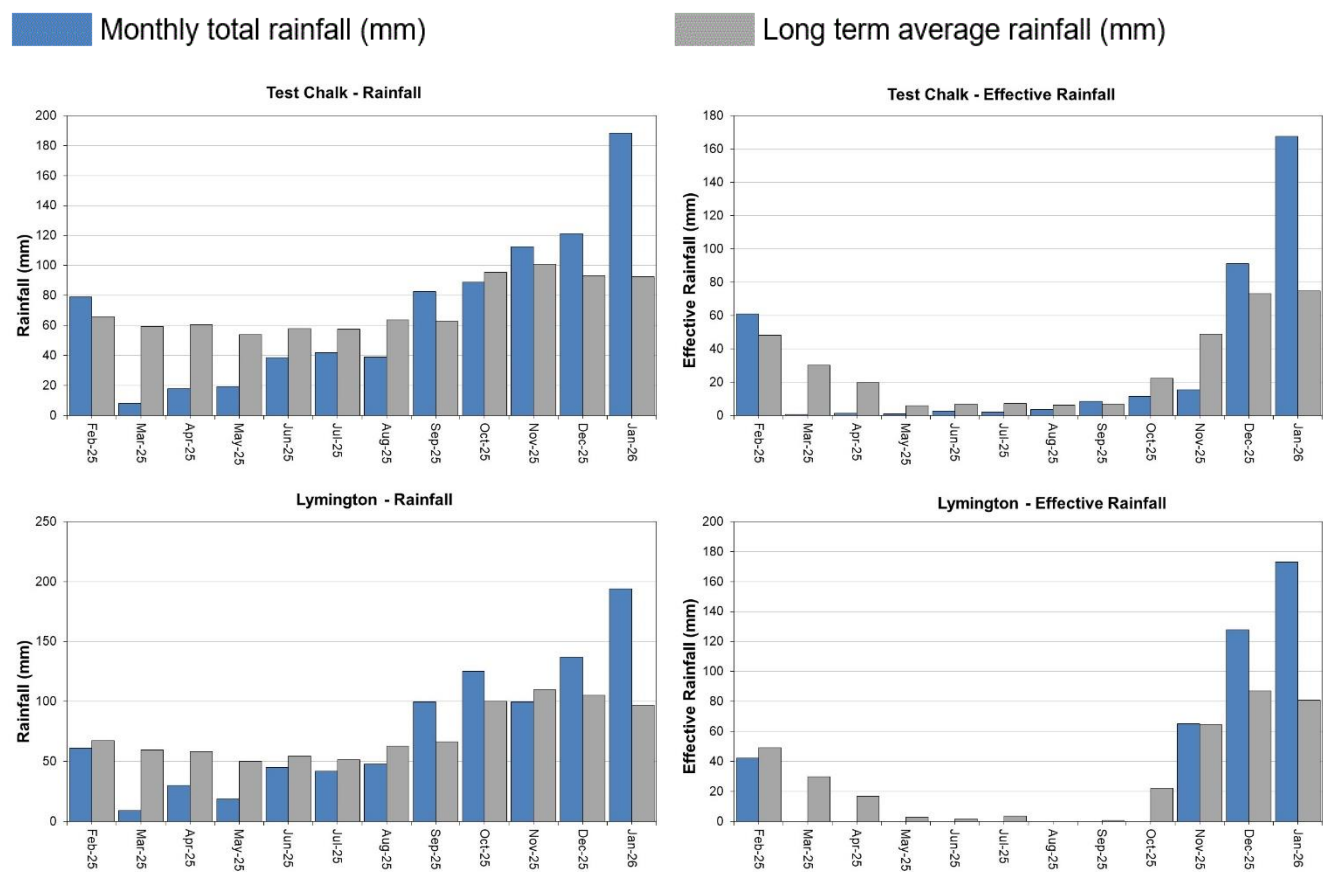 Monthly total rainfall (mm)
Long term average rainfall (mm)
Test Chalk - Rainfall
Rainfall (mm)
200
180
160
140
120
100
80
60
40
20
0
Feb-25
Mar-25
Apr-25
May-25
Jun-25
Jul-25
Aug-25
Sep-25
Oct-25
Nov-25
Dec-25
Jan-26
Test Chalk - Effective Rainfall
Effective Rainfall (mm)
180
160
140
120
100
80
60
40
20
0
Feb-25
Mar-25
Apr-25
May-25
Jun-25
Jul-25
Aug-25
Sep-25
Oct-25
Nov-25
Dec-25
Jan-26
Lymington - Rainfall
Rainfall (mm)
250
200
150
100
50
0
Feb-25
Mar-25
Apr-25
May-25
Jun-25
Jul-25
Aug-25
Sep-25
Oct-25
Nov-25
Dec-25
Jan-26
Lymington - Effective Rainfall
Effective Rainfall (mm)
200
180
160
140
120
100
80
60
40
20
0
Feb-25
Mar-25
Apr-25
May-25
Jun-25
Jul-25
Aug-25
Sep-25
Oct-25
Nov-25
Dec-25
Jan-26